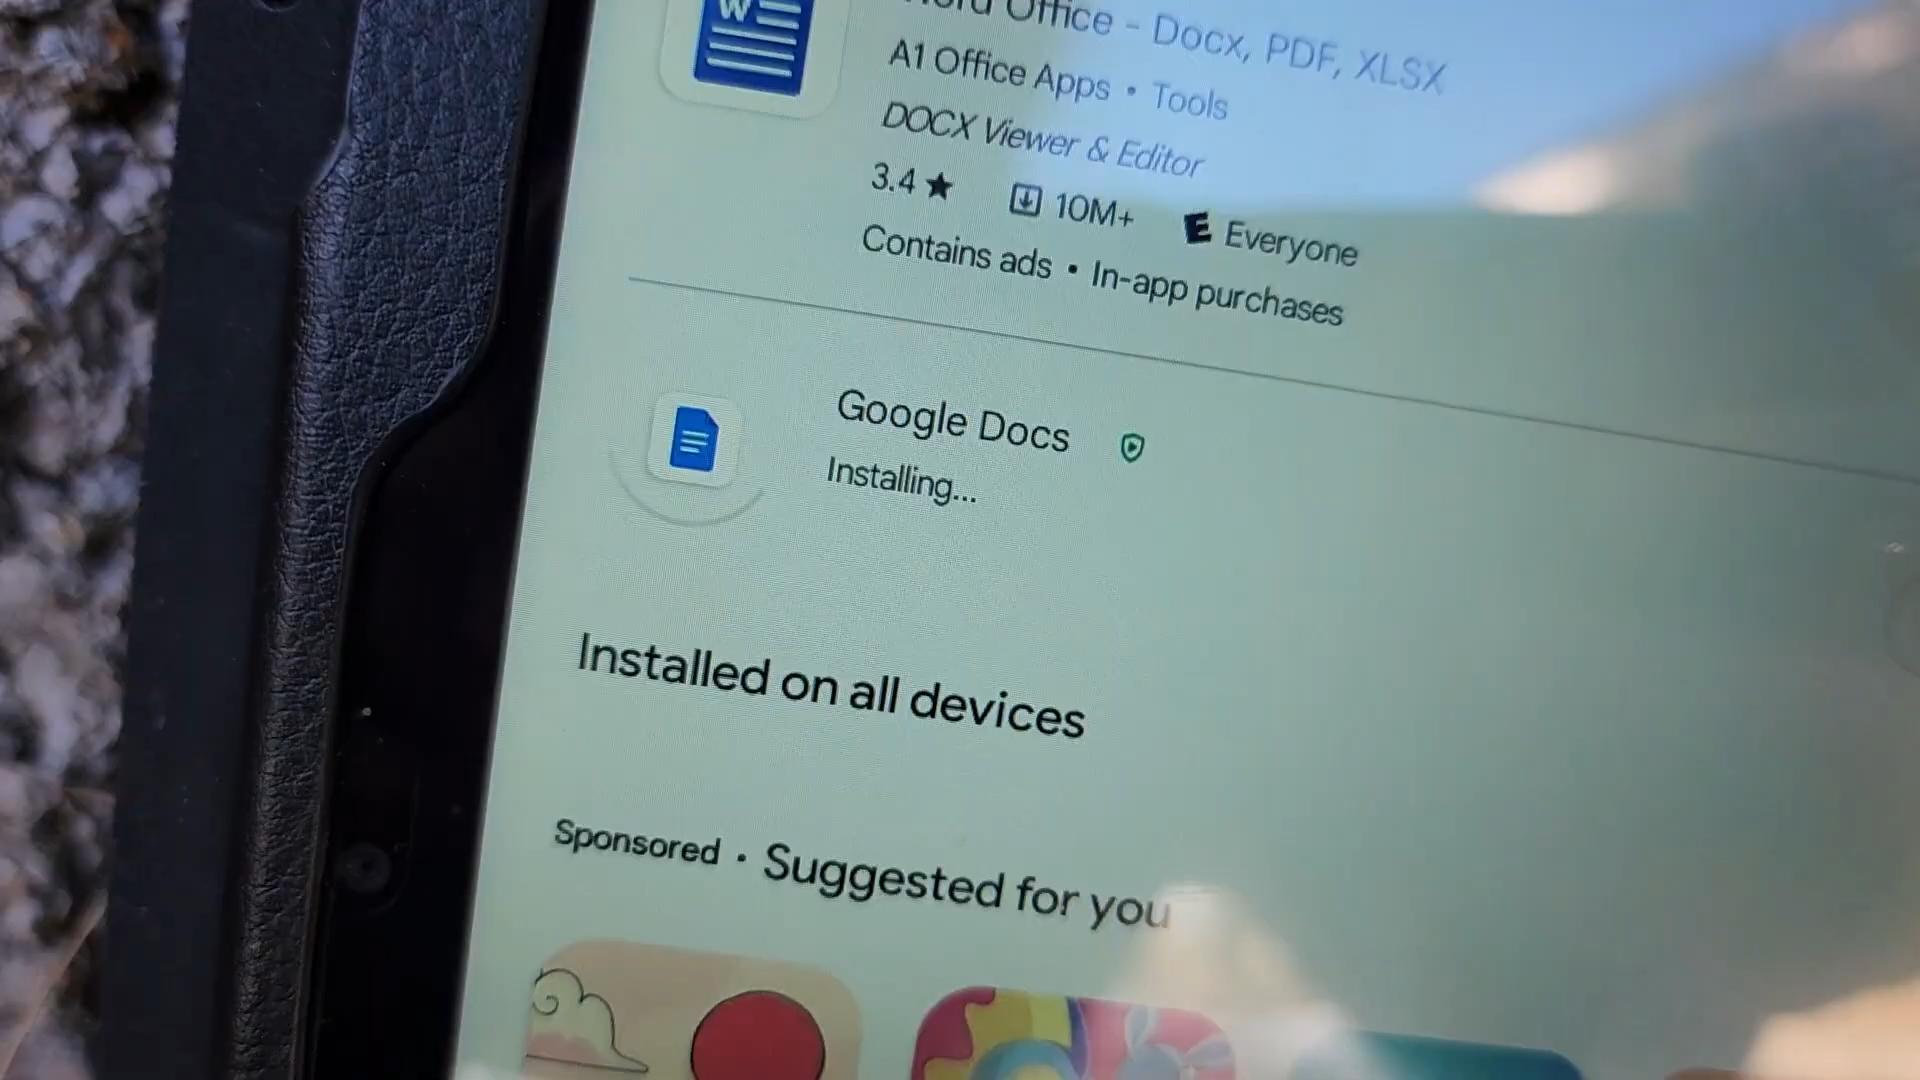 Word Office - Docx, PDF, XLSX
A1 Office Apps • Tools
DOCX Viewer & Editor
3.4 ★ 10M+ E Everyone
Contains ads • In-app purchases
Google Docs
Installing...
Installed on all devices
Sponsored · Suggested for you